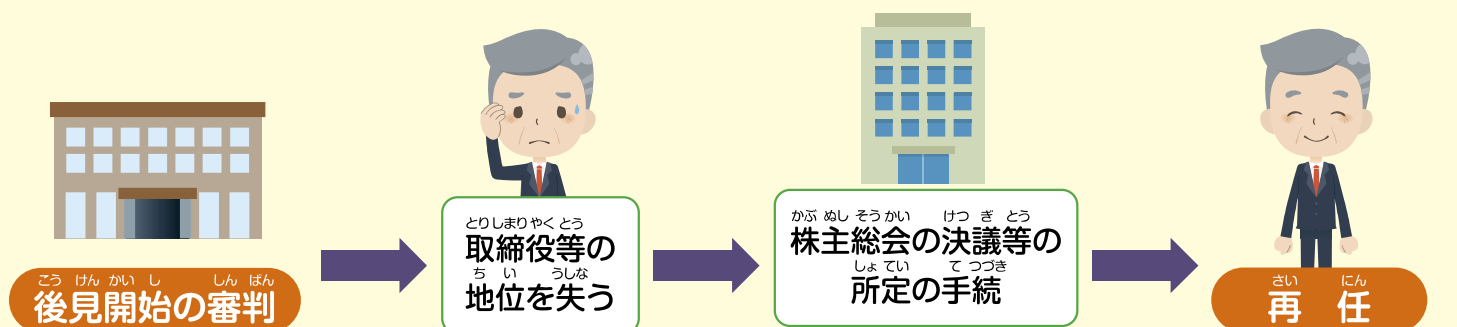 こうけんかいし しんぱん
後見開始の審判
とりしまりやくとう
取締役等の
ちい うしな
地位を失う
かぶぬしそうかい けつぎとう
株主総会の決議等の
しょてい てつづき
所定の手続
さいにん
再任